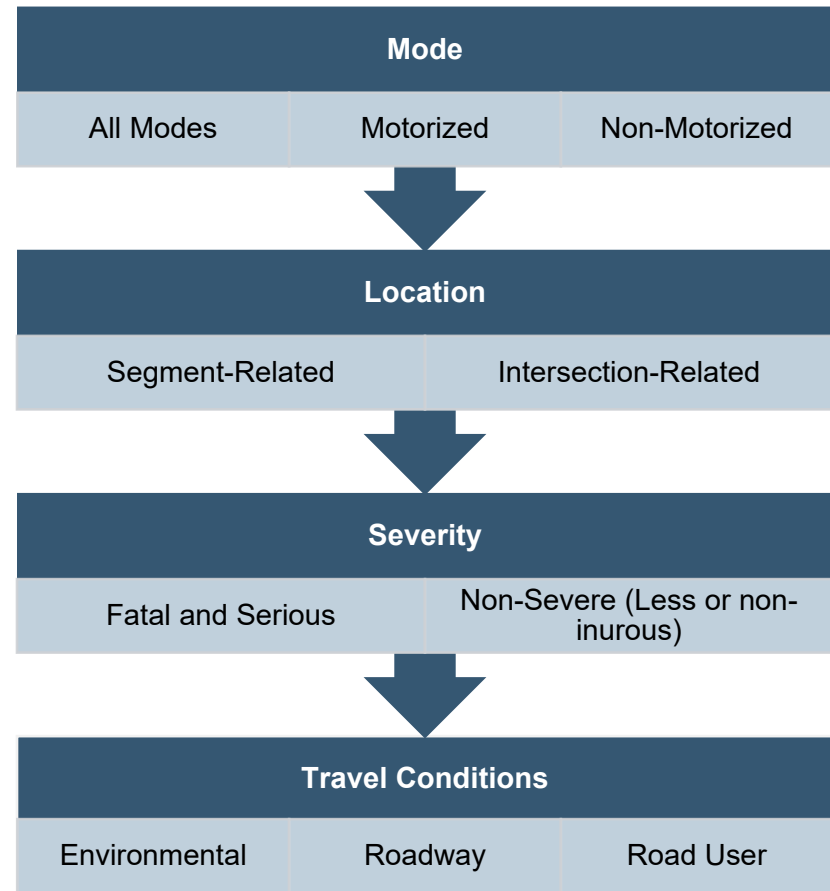 Mode
All Modes
Motorized
Non-Motorized
Location
Segment-Related
Intersection-Related
Severity
Fatal and Serious
Non-Severe (Less or non-
inurous)
Travel Conditions
Environmental
Roadway
Road User